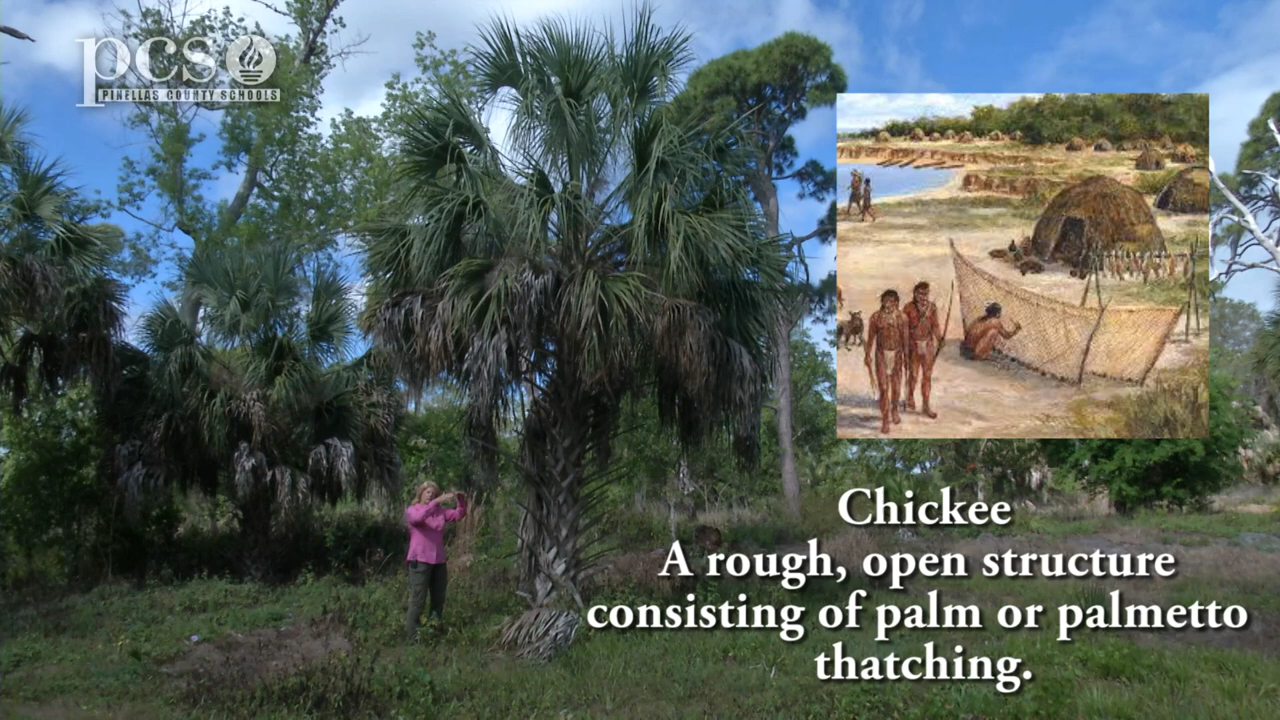 pcs
PINELLAS COUNTY SCHOOLS
Chickee
A rough, open structure
consisting of palm or palmetto
thatching.